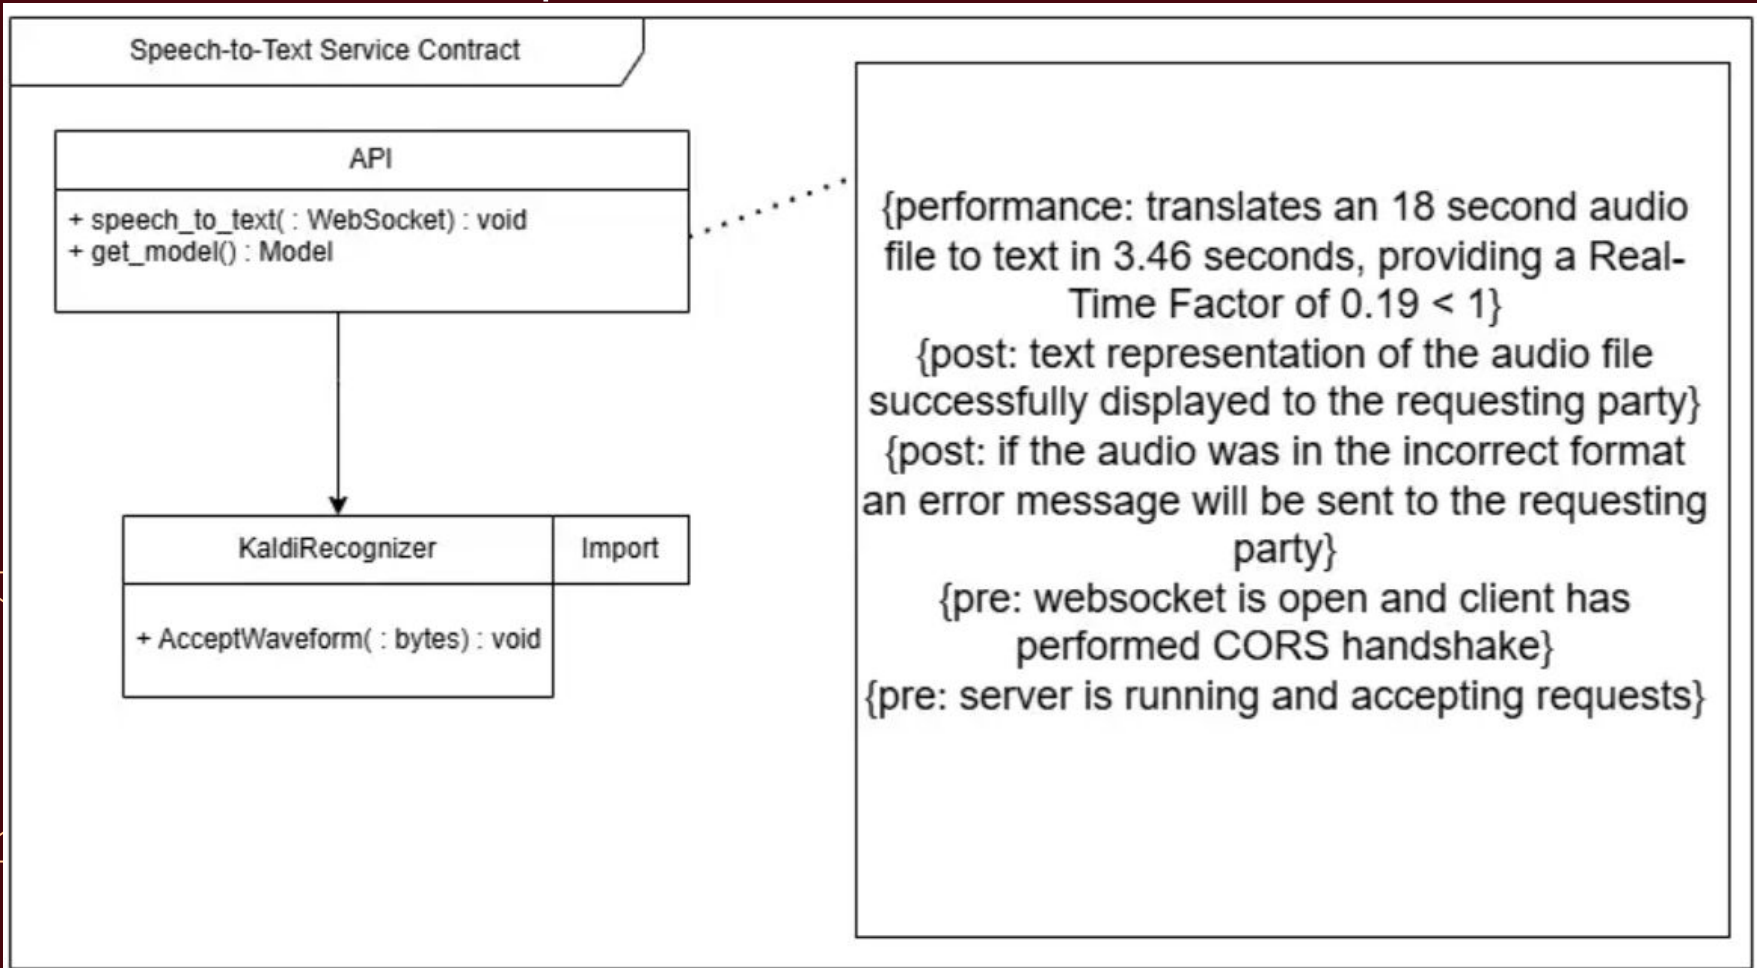 Speech-to-Text Service Contract
API
+ speech_to_text( : WebSocket) : void
+ get_model() : Model
KaldiRecognizer
Import
+ AcceptWaveform( : bytes) : void
{performance: translates an 18 second audio
file to text in 3.46 seconds, providing a Real-
Time Factor of 0.19 < 1}
{post: text representation of the audio file
successfully displayed to the requesting party}
{post: if the audio was in the incorrect format
an error message will be sent to the requesting
party}
{pre: websocket is open and client has
performed CORS handshake}
{pre: server is running and accepting requests}